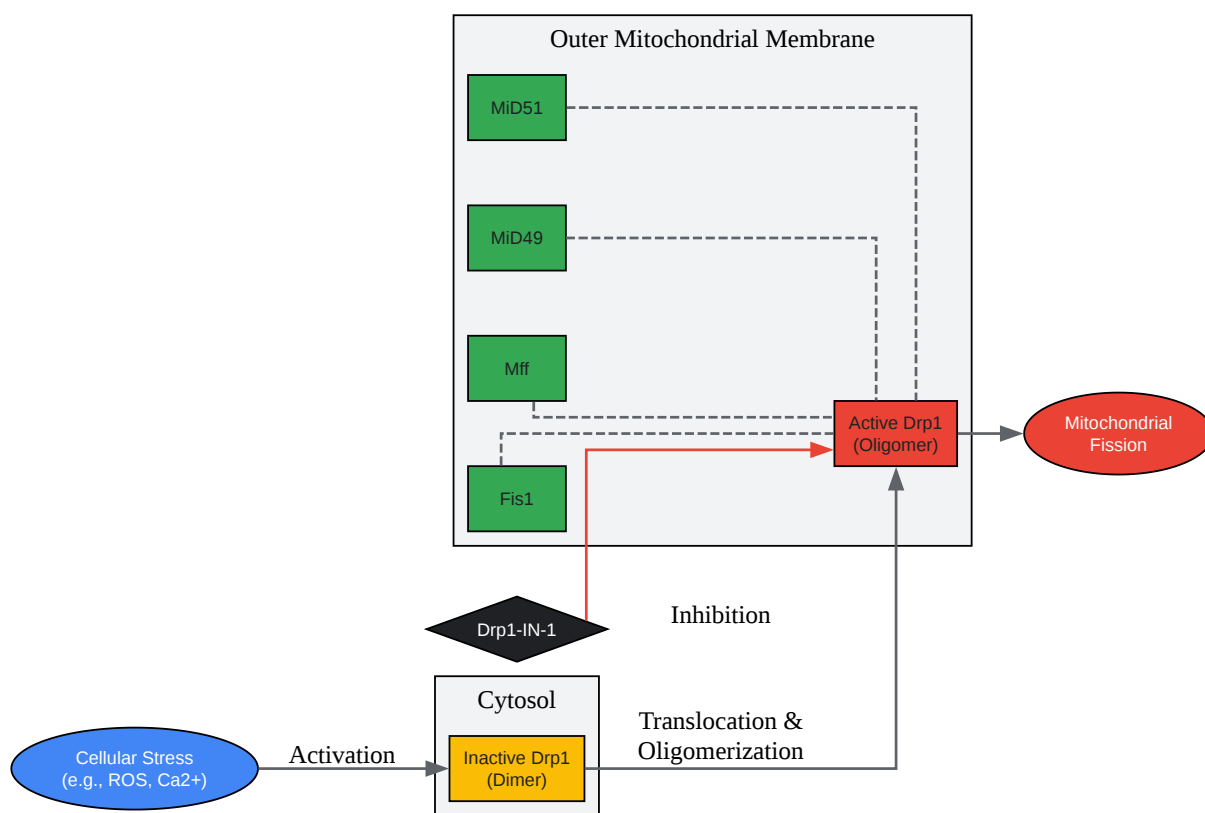 Outer Mitochondrial Membrane
MiD51
MiD49
Mff
Active Drp1
(Oligomer)
Mitochondrial
Fission
Fis1
Drp1-IN-1
Inhibition
Cytosol
Translocation &
Oligomerization
Cellular Stress
(e.g., ROS, Ca2+)
Activation
Inactive Drp1
(Dimer)